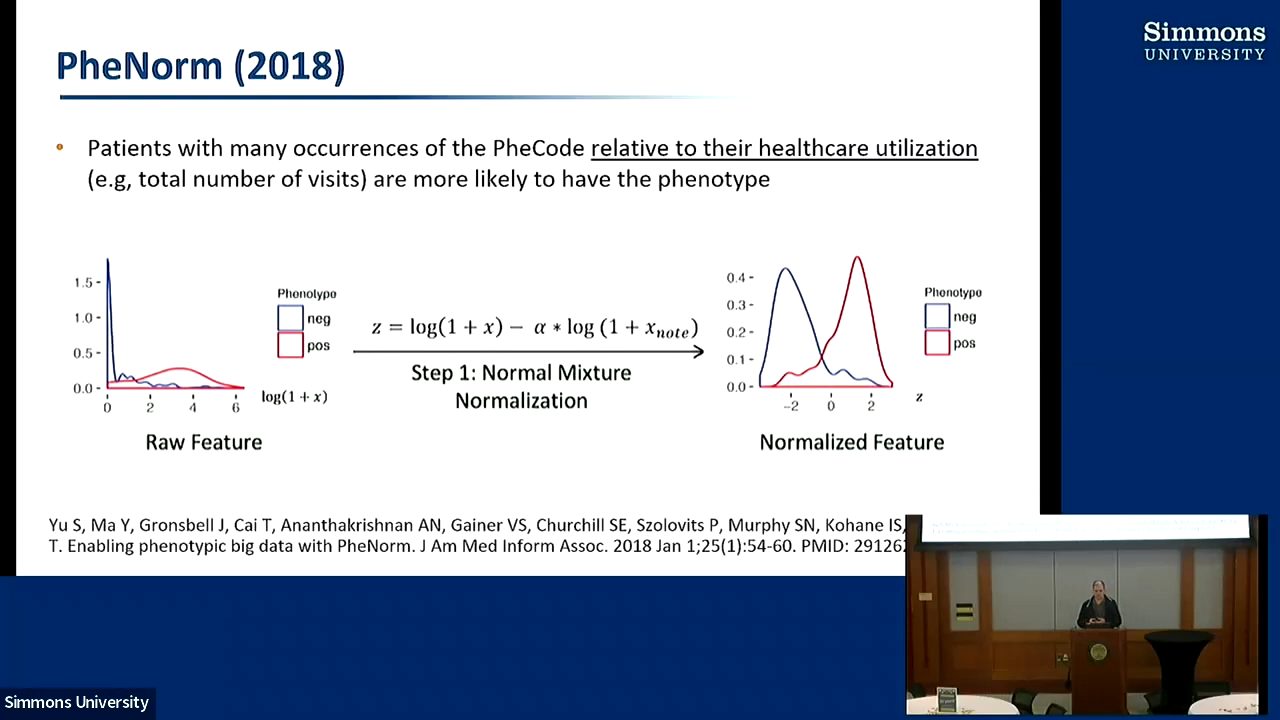 Simmons
UNIVERSITY
PheNorm (2018)
• Patients with many occurrences of the PheCode relative to their healthcare utilization
(e.g, total number of visits) are more likely to have the phenotype
1.5
1.0
0.5
0.0
0 2 4 6
log(1 + x)
Phenotype
neg
pos
Raw Feature
z = log(1 + x) − α * log (1 + x_note)
Step 1: Normal Mixture
Normalization
0.4
0.3
0.2
0.1
0.0
−2 0 2
z
Phenotype
neg
pos
Normalized Feature
Yu S, Ma Y, Gronsbell J, Cai T, Ananthakrishnan AN, Gainer VS, Churchill SE, Szolovits P, Murphy SN, Kohane IS,
T. Enabling phenotypic big data with PheNorm. J Am Med Inform Assoc. 2018 Jan 1;25(1):54-60. PMID: 29126
Simmons University